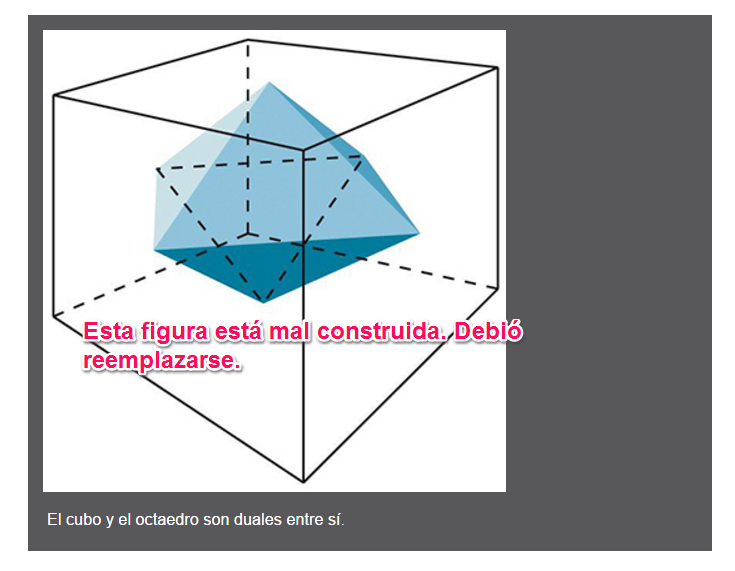 Esta figura está mal construida. Debió
reemplazarse.
El cubo y el octaedro son duales entre sí.